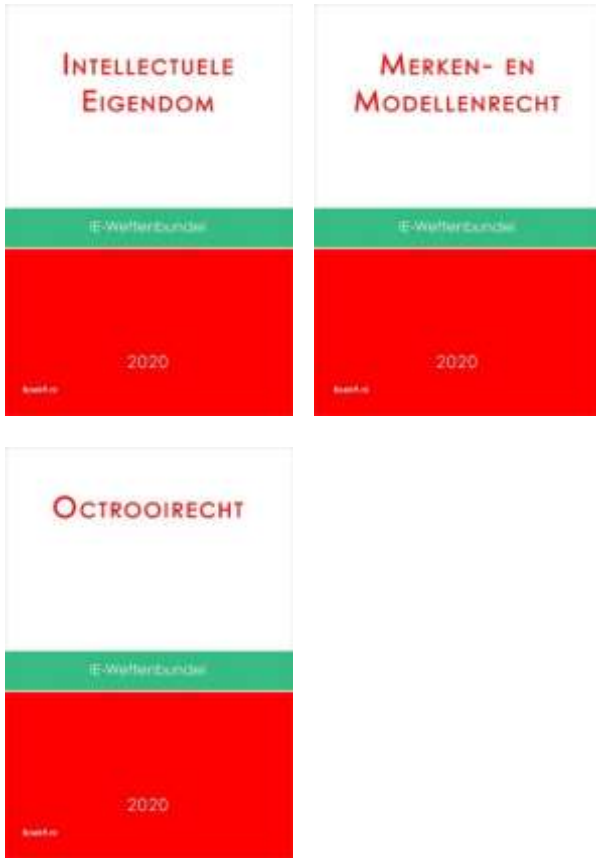 INTELLECTUELE
EIGENDOM
IE-Wettenbundel
2020
MERKEN- EN
MODELLENRECHT
IE-Wettenbundel
2020
OCTROOIRECHT
IE-Wettenbundel
2020